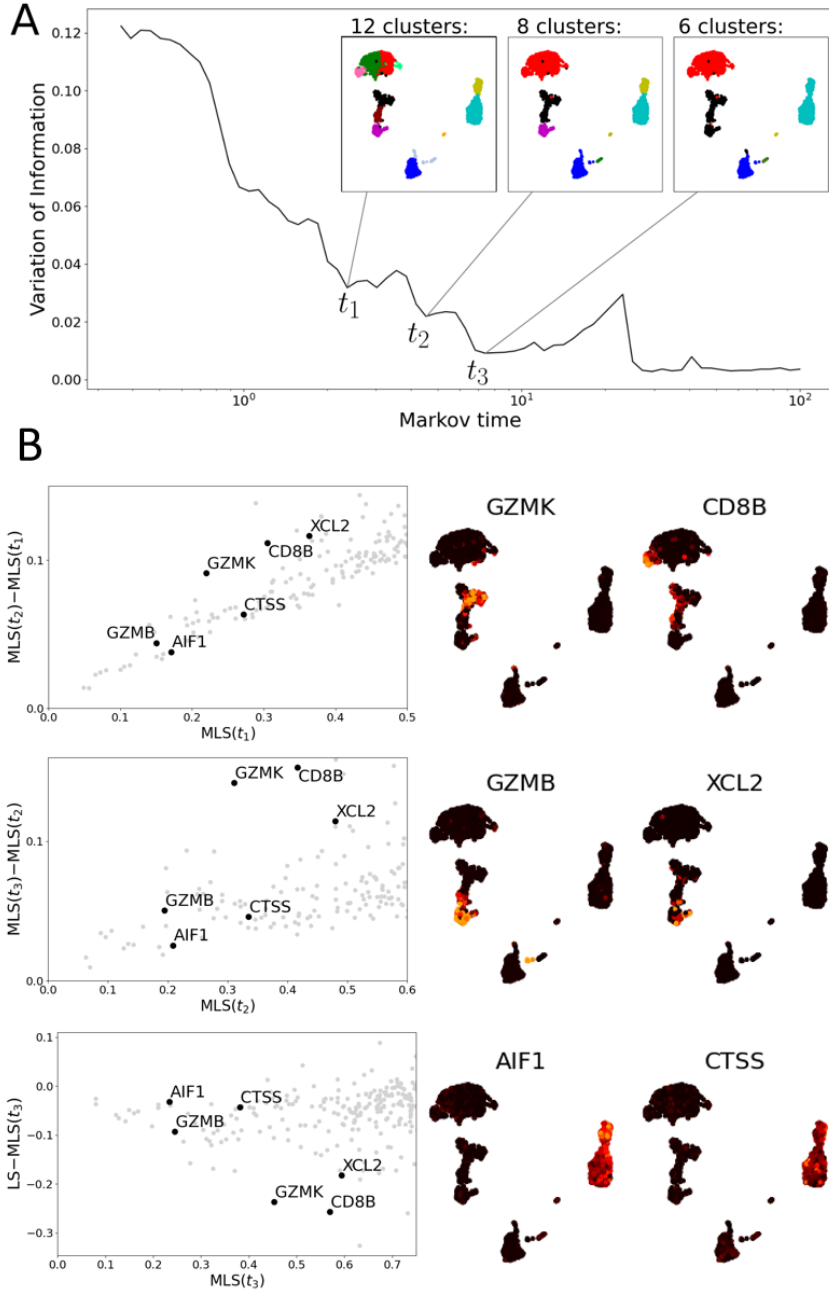 A
12 clusters: 8 clusters: 6 clusters:
0.12
0.10
0.08
0.06
0.04
0.02
0.00
Variation of Information
t1
t2
t3
10^0 10^1 10^2
Markov time
B
MLS(t2)−MLS(t1)
0.1
0.0
XCL2
CD8B
GZMK
CTSS
GZMB
AIF1
0.0 0.1 0.2 0.3 0.4 0.5
MLS(t1)
GZMK CD8B
MLS(t3)−MLS(t2)
0.1
0.0
GZMK
CD8B
XCL2
GZMB
CTSS
AIF1
0.0 0.1 0.2 0.3 0.4 0.5 0.6
MLS(t2)
GZMB XCL2
LS−MLS(t3)
0.1
0.0
−0.1
−0.2
−0.3
AIF1
CTSS
GZMB
XCL2
GZMK
CD8B
0.0 0.1 0.2 0.3 0.4 0.5 0.6 0.7
MLS(t3)
AIF1 CTSS